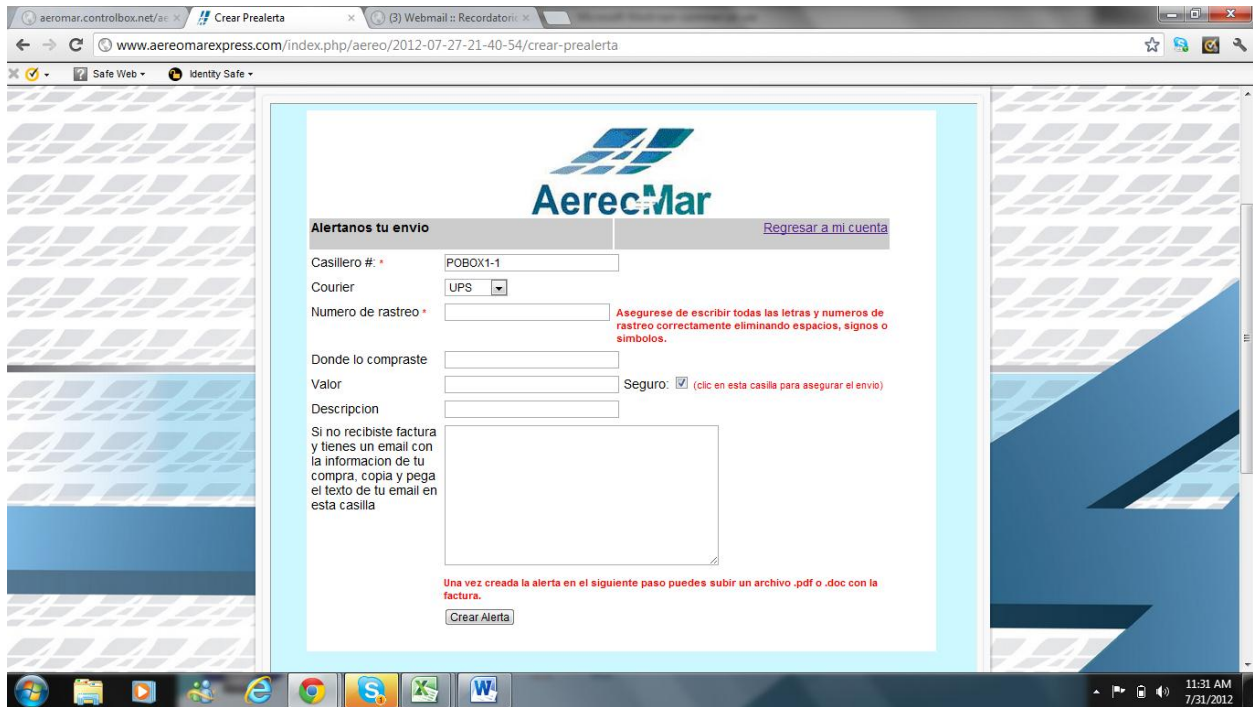 aeromar.controlbox.net/ae
Crear Prealerta
(3) Webmail :: Recordatorio
www.aereomarexpress.com/index.php/aereo/2012-07-27-21-40-54/crear-prealerta
Safe Web
Identity Safe
AereoMar
Alertanos tu envio
Regresar a mi cuenta
Casillero #: *
POBOX1-1
Courier
UPS
Numero de rastreo *
Asegurese de escribir todas las letras y numeros de
rastreo correctamente eliminando espacios, signos o
simbolos.
Donde lo compraste
Valor
Seguro:
(clic en esta casilla para asegurar el envio)
Descripcion
Si no recibiste factura
y tienes un email con
la informacion de tu
compra, copia y pega
el texto de tu email en
esta casilla
Una vez creada la alerta en el siguiente paso puedes subir un archivo .pdf o .doc con la
factura.
Crear Alerta
11:31 AM
7/31/2012